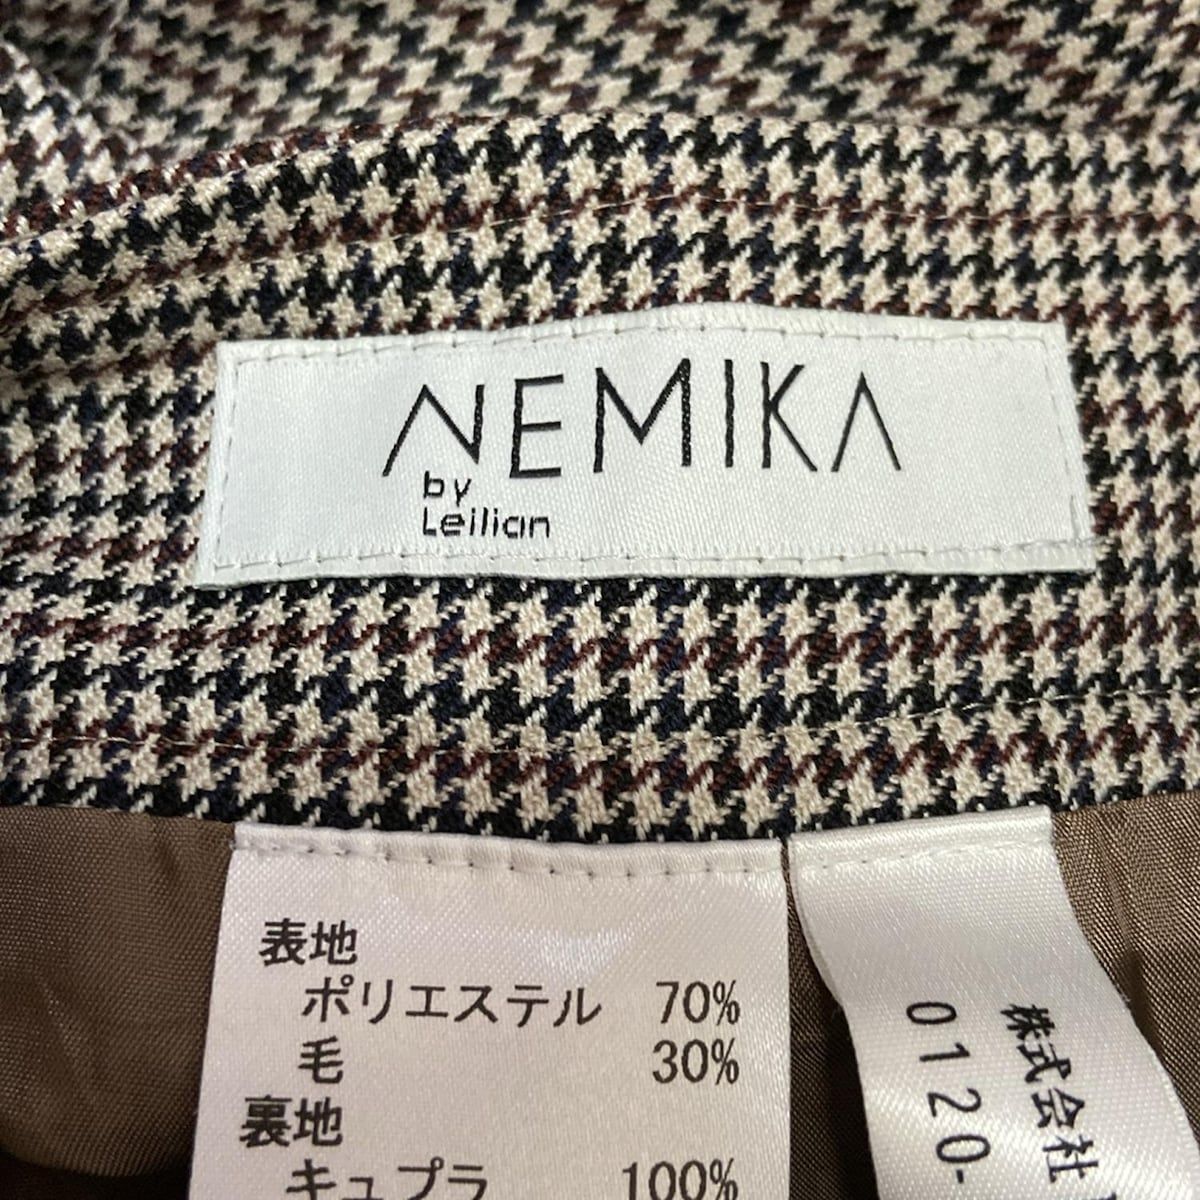 NEMIKA
by
Leilian
表地
ポリエステル 70%
毛 30%
裏地
キュプラ 100%
株式会社
0120-